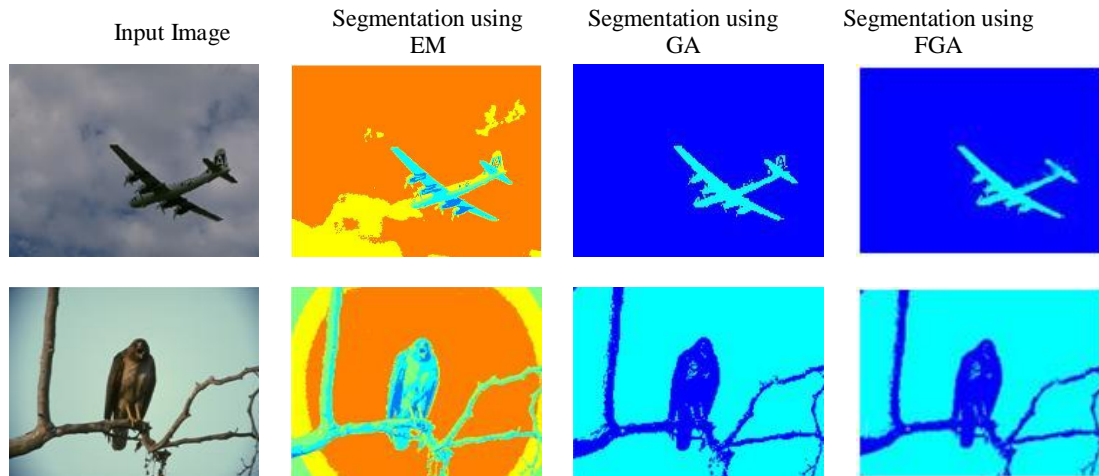 Input Image
Segmentation using
EM
Segmentation using
GA
Segmentation using
FGA